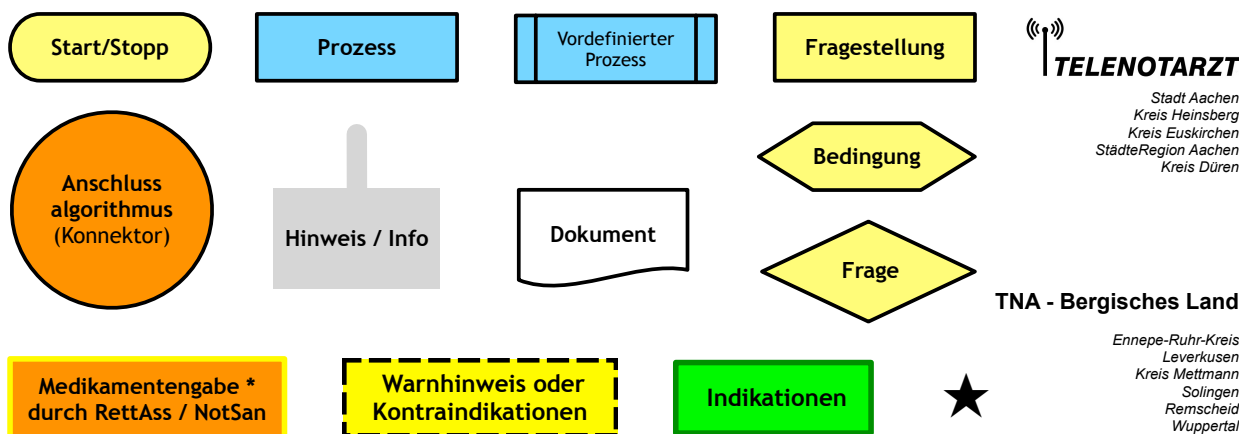 Start/Stopp
Prozess
Vordefinierter
Prozess
Fragestellung
TELENOTARZT
Stadt Aachen
Kreis Heinsberg
Kreis Euskirchen
StädteRegion Aachen
Kreis Düren
Anschluss
algorithmus
(Konnektor)
Hinweis / Info
Dokument
Bedingung
Frage
TNA - Bergisches Land
Ennepe-Ruhr-Kreis
Leverkusen
Kreis Mettmann
Solingen
Remscheid
Wuppertal
Medikamentengabe *
durch RettAss / NotSan
Warnhinweis oder
Kontraindikationen
Indikationen